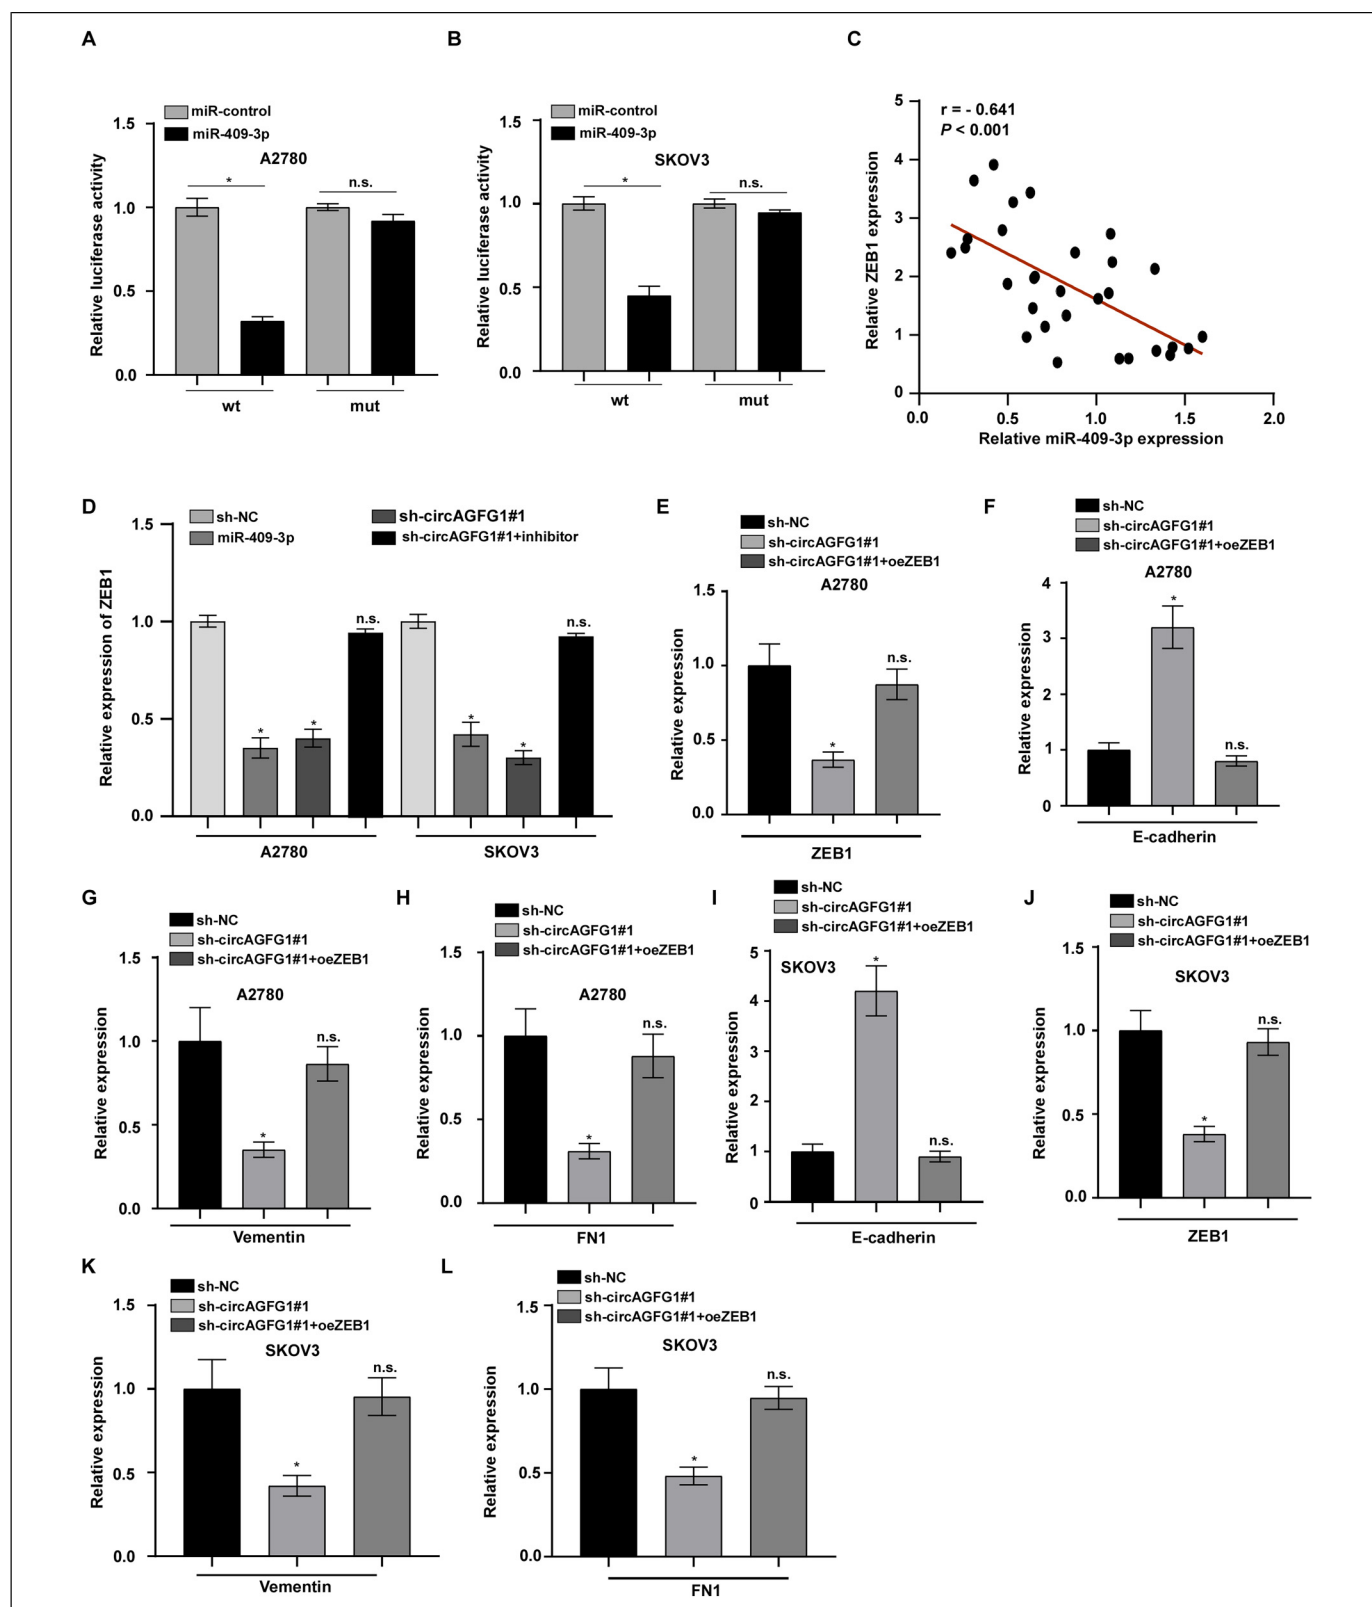 A
miR-control
miR-409-3p
A2780
Relative luciferase activity
1.5
1.0
0.5
0.0
*
n.s.
wt
mut
B
miR-control
miR-409-3p
SKOV3
Relative luciferase activity
1.5
1.0
0.5
0.0
*
n.s.
wt
mut
C
r = - 0.641
P < 0.001
Relative ZEB1 expression
5
4
3
2
1
0
0.0
0.5
1.0
1.5
2.0
Relative miR-409-3p expression
D
sh-NC
miR-409-3p
sh-circAGFG1#1
sh-circAGFG1#1+inhibitor
Relative expression of ZEB1
1.5
1.0
0.5
0.0
*
*
n.s.
*
*
n.s.
A2780
SKOV3
E
sh-NC
sh-circAGFG1#1
sh-circAGFG1#1+oeZEB1
A2780
Relative expression
1.5
1.0
0.5
0.0
*
n.s.
ZEB1
F
sh-NC
sh-circAGFG1#1
sh-circAGFG1#1+oeZEB1
A2780
Relative expression
4
3
2
1
0
*
n.s.
E-cadherin
G
sh-NC
sh-circAGFG1#1
sh-circAGFG1#1+oeZEB1
A2780
Relative expression
1.5
1.0
0.5
0.0
*
n.s.
Vementin
H
sh-NC
sh-circAGFG1#1
sh-circAGFG1#1+oeZEB1
A2780
Relative expression
1.5
1.0
0.5
0.0
*
n.s.
FN1
I
sh-NC
sh-circAGFG1#1
sh-circAGFG1#1+oeZEB1
SKOV3
Relative expression
5
4
3
2
1
0
*
n.s.
E-cadherin
J
sh-NC
sh-circAGFG1#1
sh-circAGFG1#1+oeZEB1
SKOV3
Relative expression
1.5
1.0
0.5
0.0
*
n.s.
ZEB1
K
sh-NC
sh-circAGFG1#1
sh-circAGFG1#1+oeZEB1
SKOV3
Relative expression
1.5
1.0
0.5
0.0
*
n.s.
Vementin
L
sh-NC
sh-circAGFG1#1
sh-circAGFG1#1+oeZEB1
SKOV3
Relative expression
1.5
1.0
0.5
0.0
*
n.s.
FN1